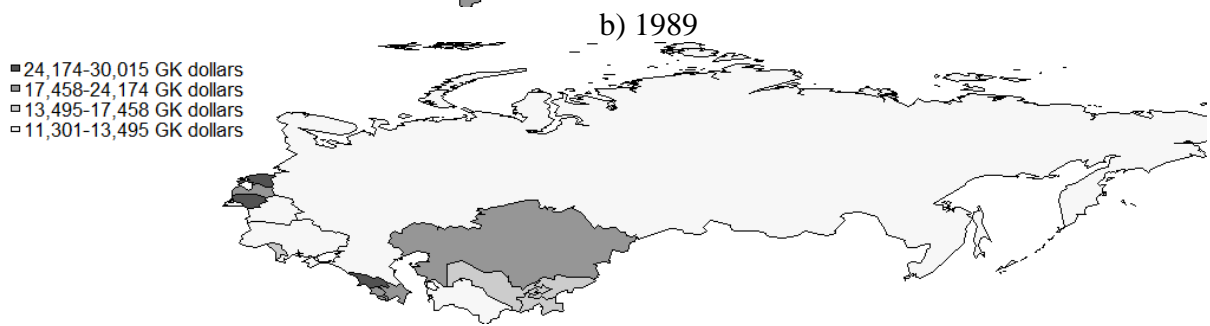 b) 1989
24,174-30,015 GK dollars
17,458-24,174 GK dollars
13,495-17,458 GK dollars
11,301-13,495 GK dollars